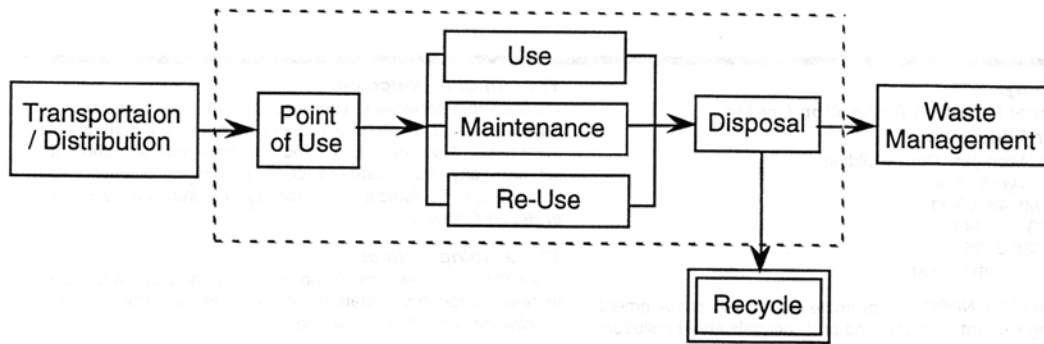 Use
Transportaion
/ Distribution
Point
of Use
Maintenance
Disposal
Waste
Management
Re-Use
Recycle